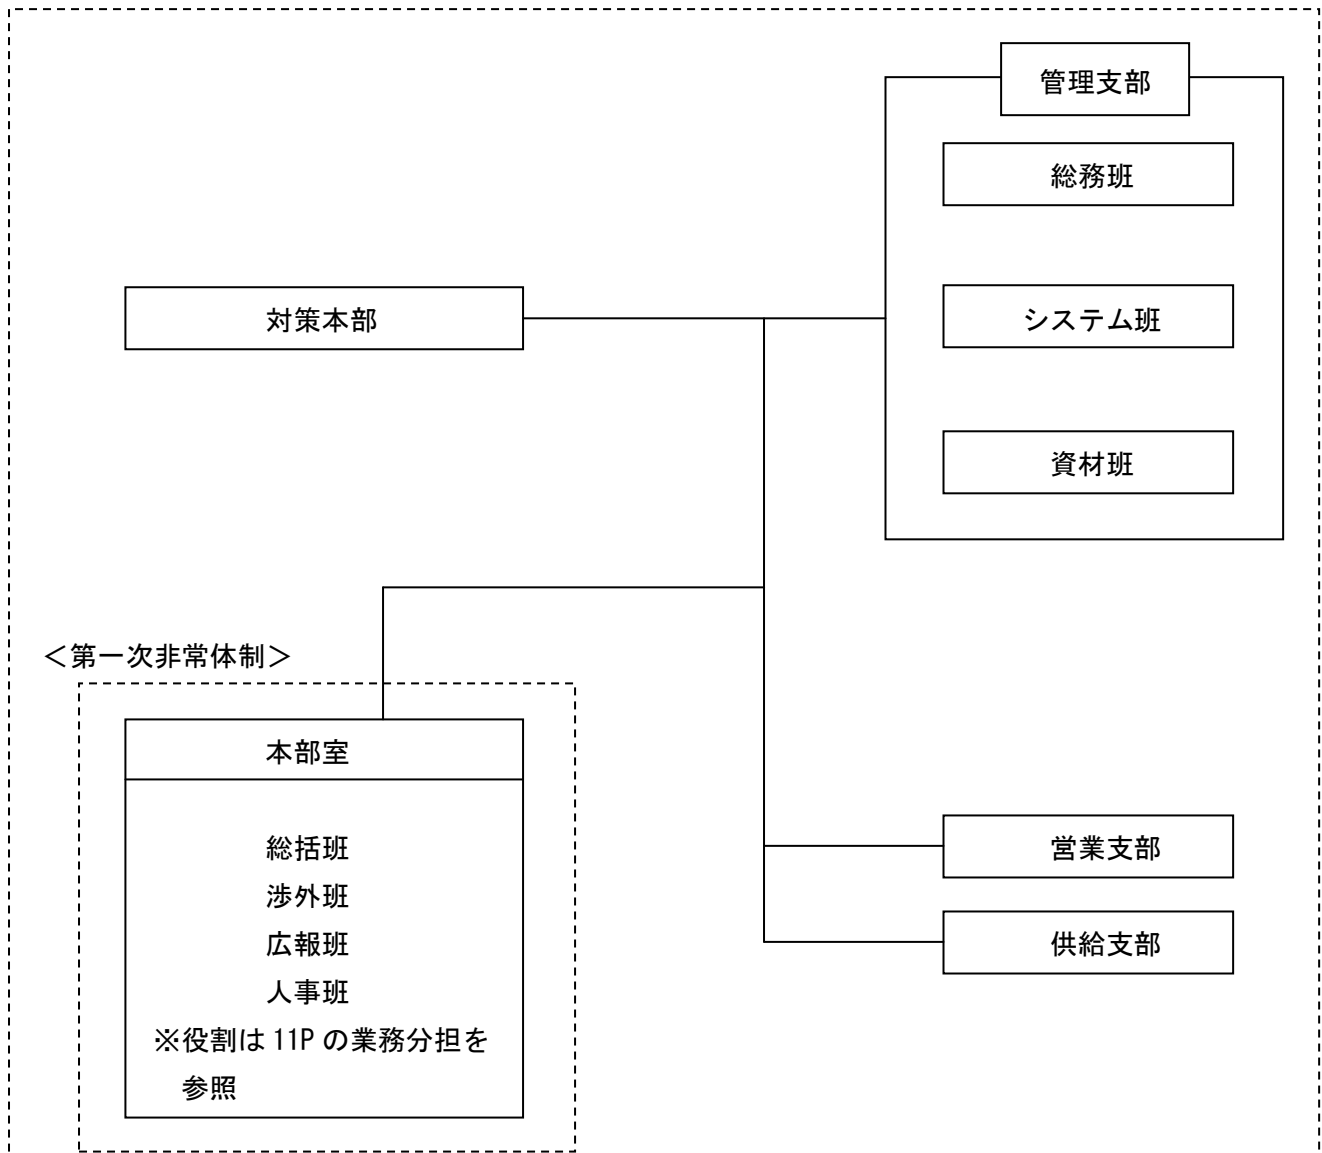 管理支部
総務班
対策本部
システム班
資材班
＜第一次非常体制＞
本部室
総括班
渉外班
広報班
人事班
※役割は 11P の業務分担を
参照
営業支部
供給支部